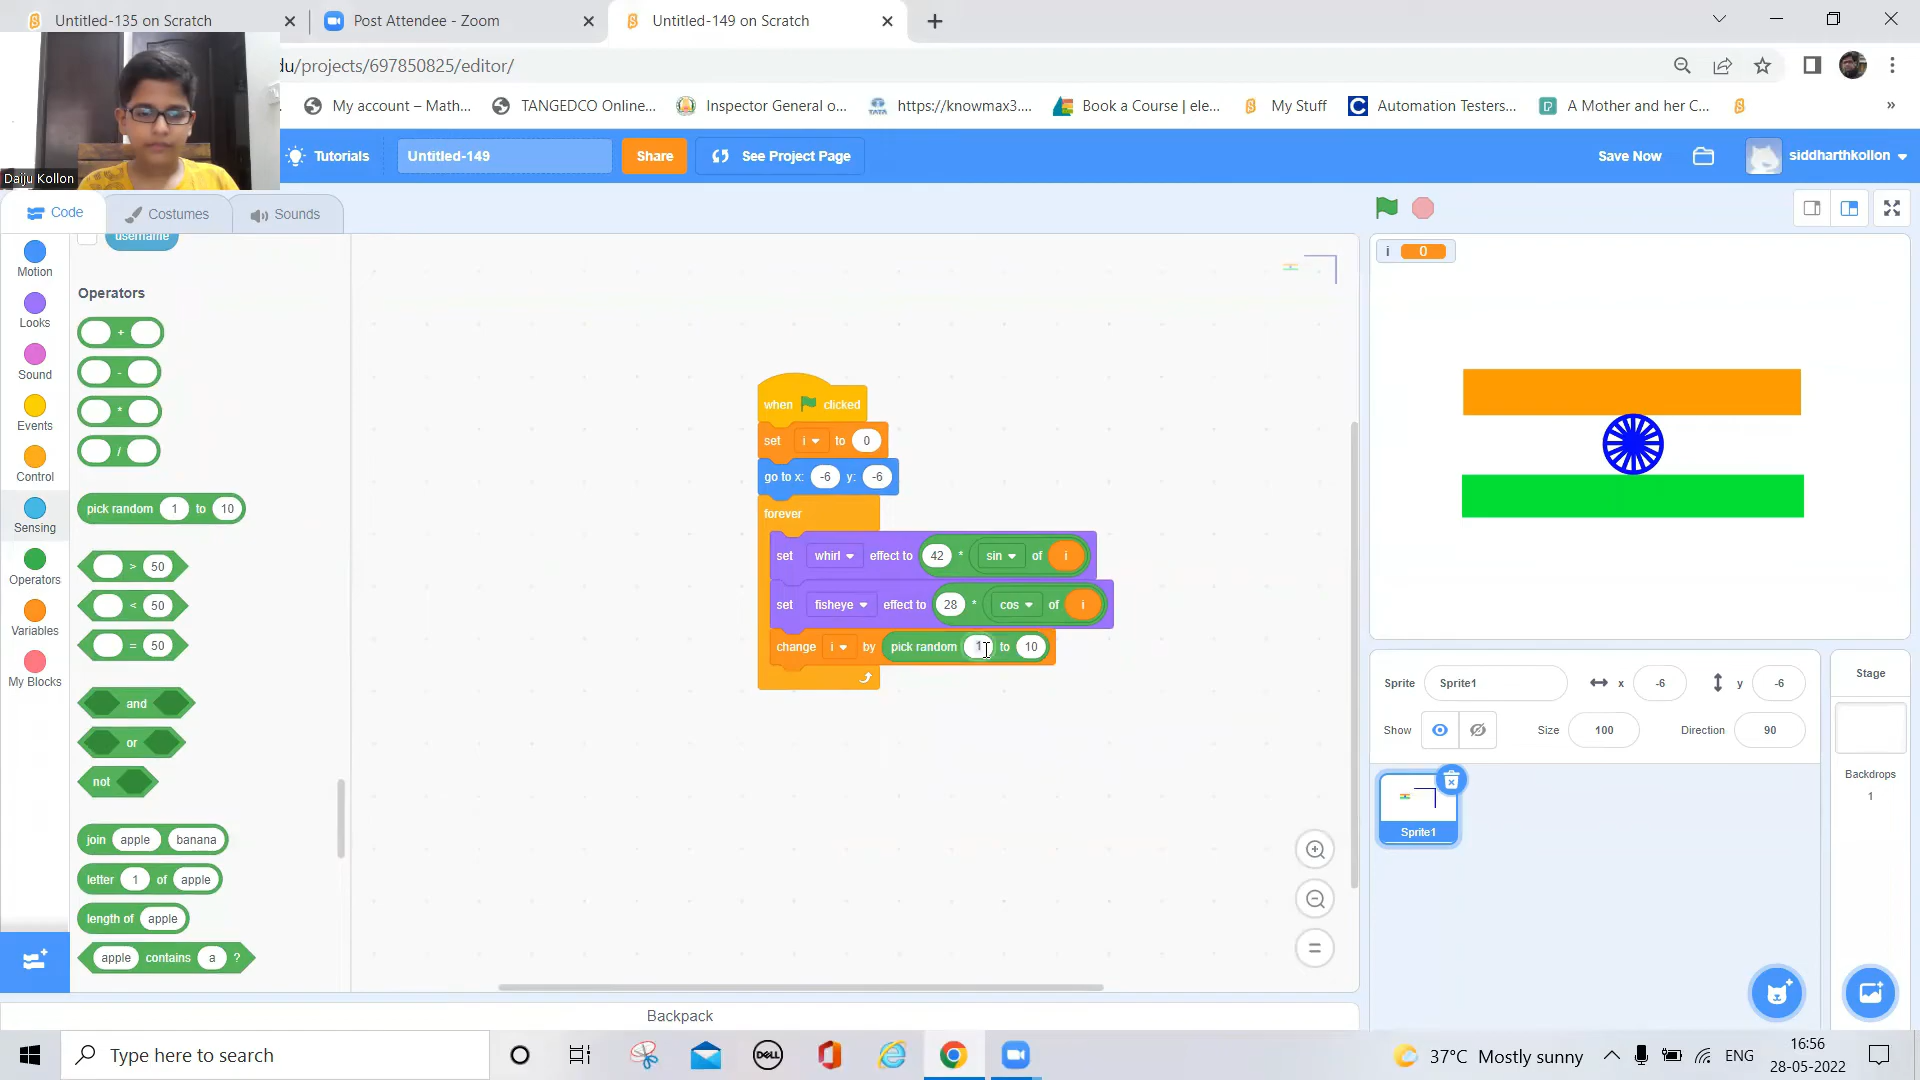 Untitled-135 on Scratch
Post Attendee - Zoom
Untitled-149 on Scratch
du/projects/697850825/editor/
My account – Math...
TANGEDCO Online...
Inspector General o...
https://knowmax3....
Book a Course | ele...
My Stuff
Automation Testers...
A Mother and her C...
»
Daiju Kollon
Tutorials
Untitled-149
Share
See Project Page
Save Now
siddharthkollon
Code
Costumes
Sounds
Motion
Looks
Sound
Events
Control
Sensing
Operators
Variables
My Blocks
username
Operators
+
-
*
/
pick random 1 to 10
> 50
< 50
= 50
and
or
not
join apple banana
letter 1 of apple
length of apple
apple contains a ?
when clicked
set i to 0
go to x: -6 y: -6
forever
set whirl effect to 42 * sin of i
set fisheye effect to 28 * cos of i
change i by pick random 1 to 10
i 0
Sprite Sprite1 x -6 y -6
Show Size 100 Direction 90
Sprite1
Stage
Backdrops
1
Backpack
Type here to search
DELL
37°C Mostly sunny
ENG
16:56
28-05-2022